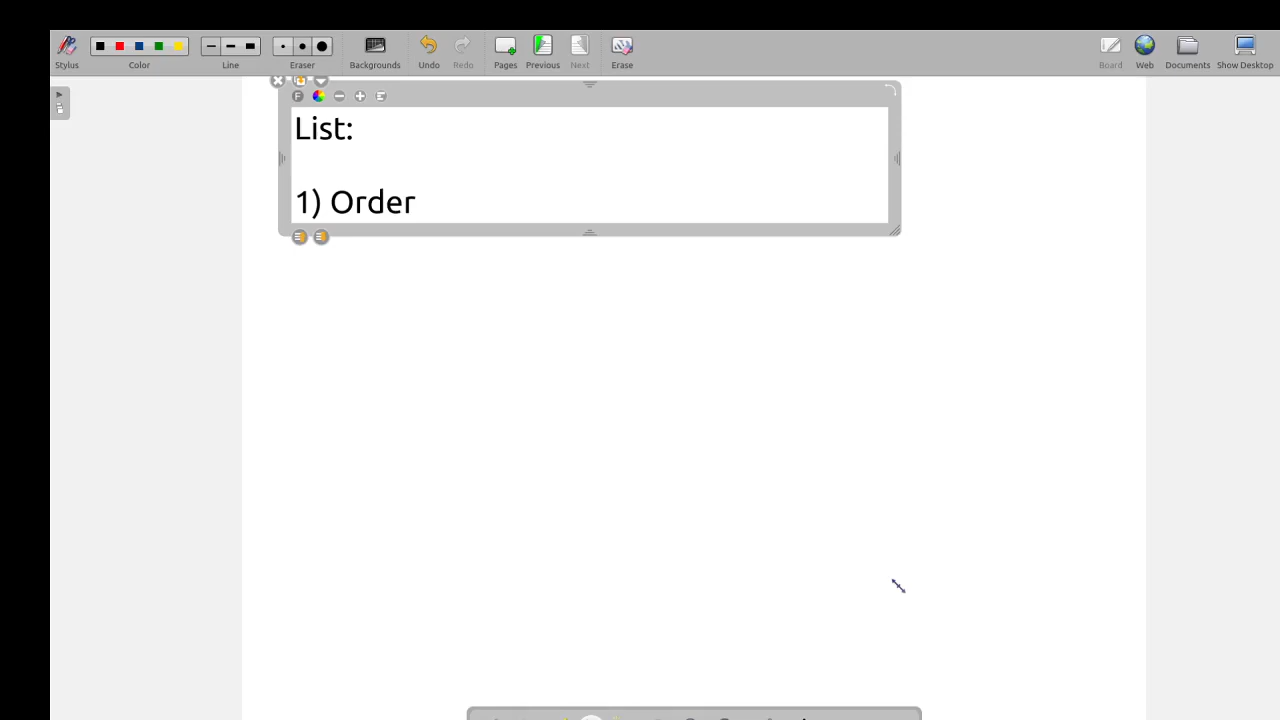 Stylus
Color
Line
Eraser
Backgrounds
Undo
Redo
Pages
Previous
Next
Erase
Board
Web
Documents
Show Desktop
F
List:
1) Order